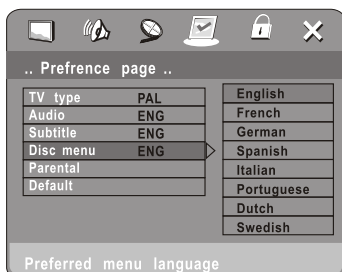 .. Prefrence page ..
TV type PAL
Audio ENG
Subtitle ENG
Disc menu ENG
Parental
Default
English
French
German
Spanish
Italian
Portuguese
Dutch
Swedish
Preferred menu language